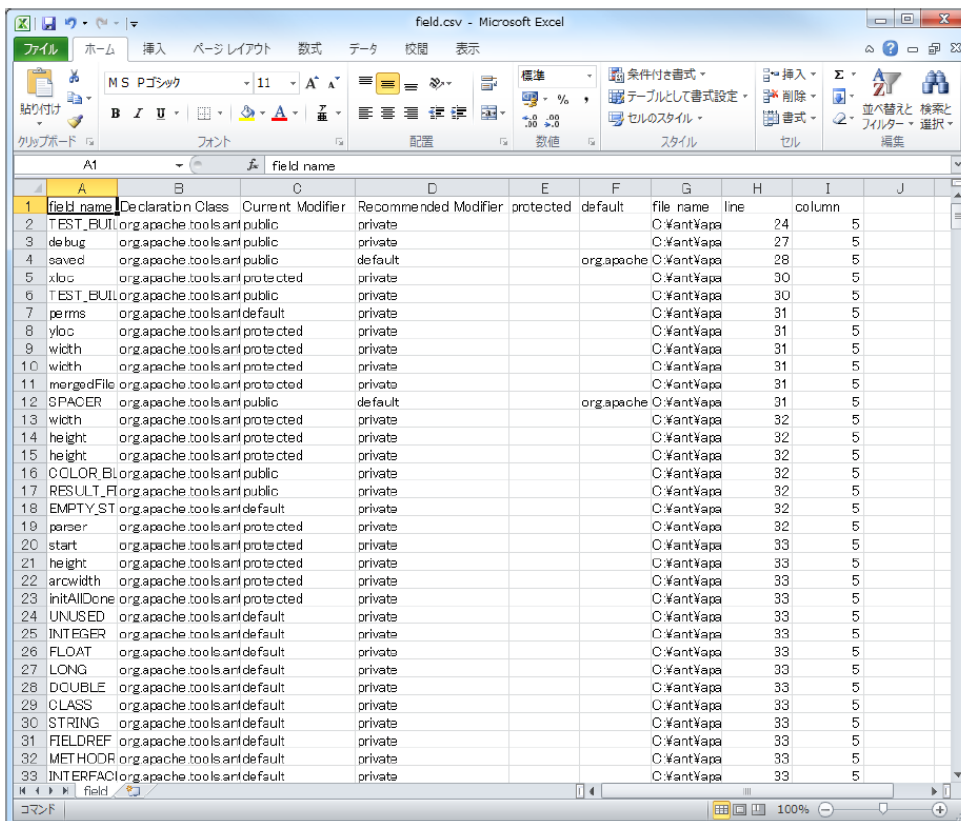 field.csv - Microsoft Excel
ファイル ホーム 挿入 ページ レイアウト 数式 データ 校閲 表示
貼り付け MS Pゴシック 11 A A 標準 条件付き書式 挿入 Σ
B I U A 亜 % , テーブルとして書式設定 削除 並べ替えと 検索と
.0 .00 .00 .0 セルのスタイル 書式 フィルター 選択
クリップボード フォント 配置 数値 スタイル セル 編集
A1 fx field name
A B C D E F G H I J
1 field name Declaration Class Current Modifier Recommended Modifier protected default file name line column
2 TEST_BUIL org.apache.tools.ant public private C:¥ant¥apa 24 5
3 debug org.apache.tools.ant public private C:¥ant¥apa 27 5
4 saved org.apache.tools.ant public default org.apache C:¥ant¥apa 28 5
5 xloc org.apache.tools.ant protected private C:¥ant¥apa 30 5
6 TEST_BUIL org.apache.tools.ant public private C:¥ant¥apa 30 5
7 perms org.apache.tools.ant default private C:¥ant¥apa 31 5
8 yloc org.apache.tools.ant protected private C:¥ant¥apa 31 5
9 width org.apache.tools.ant protected private C:¥ant¥apa 31 5
10 width org.apache.tools.ant protected private C:¥ant¥apa 31 5
11 mergedFile org.apache.tools.ant protected private C:¥ant¥apa 31 5
12 SPACER org.apache.tools.ant public default org.apache C:¥ant¥apa 31 5
13 width org.apache.tools.ant protected private C:¥ant¥apa 32 5
14 height org.apache.tools.ant protected private C:¥ant¥apa 32 5
15 height org.apache.tools.ant protected private C:¥ant¥apa 32 5
16 COLOR_BL org.apache.tools.ant public private C:¥ant¥apa 32 5
17 RESULT_FI org.apache.tools.ant public private C:¥ant¥apa 32 5
18 EMPTY_ST org.apache.tools.ant default private C:¥ant¥apa 32 5
19 parser org.apache.tools.ant protected private C:¥ant¥apa 32 5
20 start org.apache.tools.ant protected private C:¥ant¥apa 33 5
21 height org.apache.tools.ant protected private C:¥ant¥apa 33 5
22 arcwidth org.apache.tools.ant protected private C:¥ant¥apa 33 5
23 initAllDone org.apache.tools.ant protected private C:¥ant¥apa 33 5
24 UNUSED org.apache.tools.ant default private C:¥ant¥apa 33 5
25 INTEGER org.apache.tools.ant default private C:¥ant¥apa 33 5
26 FLOAT org.apache.tools.ant default private C:¥ant¥apa 33 5
27 LONG org.apache.tools.ant default private C:¥ant¥apa 33 5
28 DOUBLE org.apache.tools.ant default private C:¥ant¥apa 33 5
29 CLASS org.apache.tools.ant default private C:¥ant¥apa 33 5
30 STRING org.apache.tools.ant default private C:¥ant¥apa 33 5
31 FIELDREF org.apache.tools.ant default private C:¥ant¥apa 33 5
32 METHODR org.apache.tools.ant default private C:¥ant¥apa 33 5
33 INTERFACI org.apache.tools.ant default private C:¥ant¥apa 33 5
field
コマンド 100%